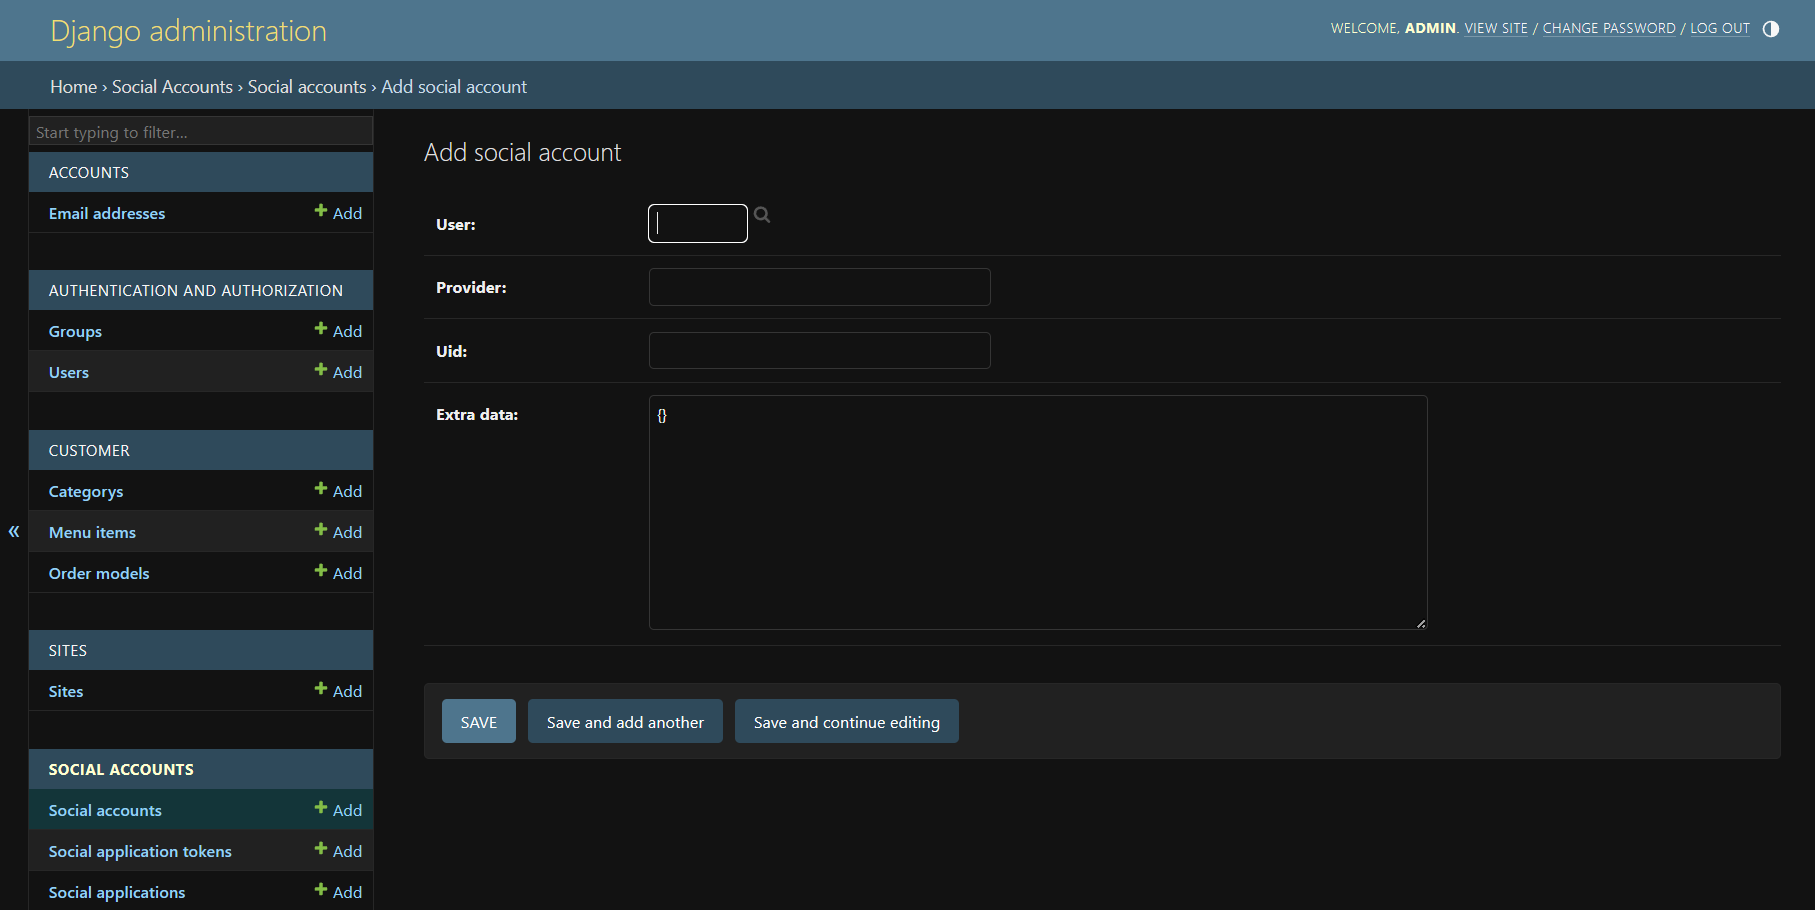 Django administration
WELCOME, ADMIN. VIEW SITE / CHANGE PASSWORD / LOG OUT
Home › Social Accounts › Social accounts › Add social account
Start typing to filter...
ACCOUNTS
Email addresses Add
AUTHENTICATION AND AUTHORIZATION
Groups Add
Users Add
CUSTOMER
Categorys Add
Menu items Add
Order models Add
SITES
Sites Add
SOCIAL ACCOUNTS
Social accounts Add
Social application tokens Add
Social applications Add
«
Add social account
User:
Provider:
Uid:
Extra data:
{}
SAVE Save and add another Save and continue editing